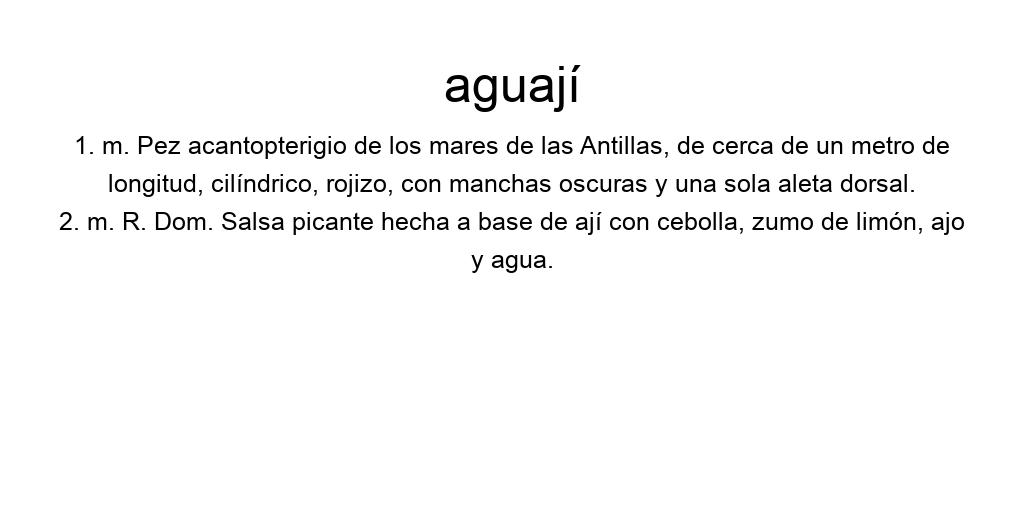 aguají
1. m. Pez acantopterigio de los mares de las Antillas, de cerca de un metro de
longitud, cilíndrico, rojizo, con manchas oscuras y una sola aleta dorsal.
2. m. R. Dom. Salsa picante hecha a base de ají con cebolla, zumo de limón, ajo
y agua.